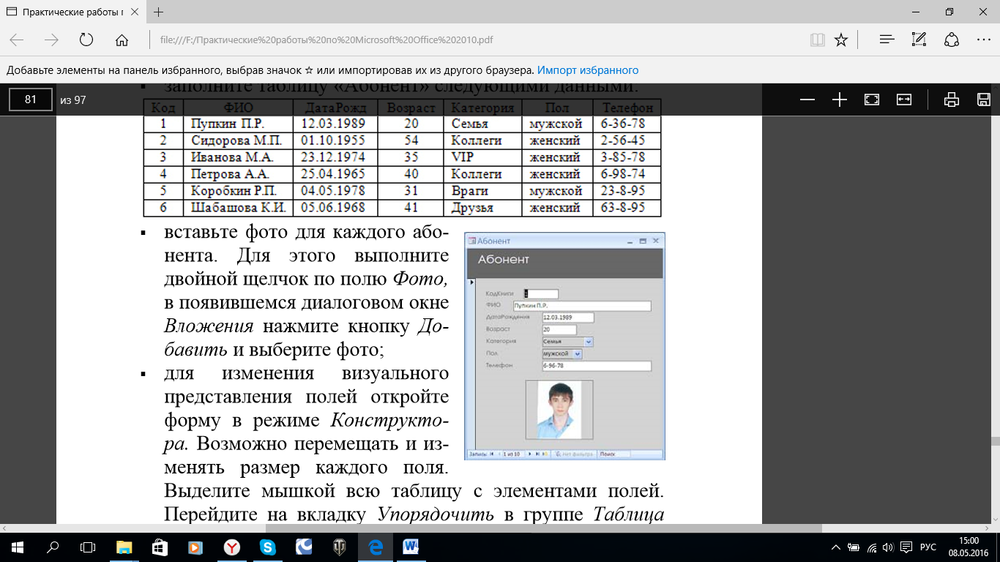 Практические работы п
file:///F:/Практические%20работы%20по%20Microsoft%20Office%202010.pdf
Добавьте элементы на панель избранного, выбрав значок ☆ или импортировав их из другого браузера. Импорт избранного
81 из 97
заполните таблицу «Абонент» следующими данными:
Код ФИО ДатаРожд Возраст Категория Пол Телефон
1 Пупкин П.Р. 12.03.1989 20 Семья мужской 6-36-78
2 Сидорова М.П. 01.10.1955 54 Коллеги женский 2-56-45
3 Иванова М.А. 23.12.1974 35 VIP женский 3-85-78
4 Петрова А.А. 25.04.1965 40 Коллеги женский 6-98-74
5 Коробкин Р.П. 04.05.1978 31 Враги мужской 23-8-95
6 Шабашова К.И. 05.06.1968 41 Друзья женский 63-8-95
▪ вставьте фото для каждого або-
нента. Для этого выполните
двойной щелчок по полю Фото,
в появившемся диалоговом окне
Вложения нажмите кнопку До-
бавить и выберите фото;
▪ для изменения визуального
представления полей откройте
форму в режиме Конструкто-
ра. Возможно перемещать и из-
менять размер каждого поля.
Выделите мышкой всю таблицу с элементами полей.
Перейдите на вкладку Упорядочить в группе Таблица
Абонент
Абонент
КодКниги 1
ФИО Пупкин П.Р.
ДатаРождения 12.03.1989
Возраст 20
Категория Семья
Пол мужской
Телефон 6-96-78
Запись: 1 из 10 Нет фильтра Поиск
РУС
15:00
08.05.2016